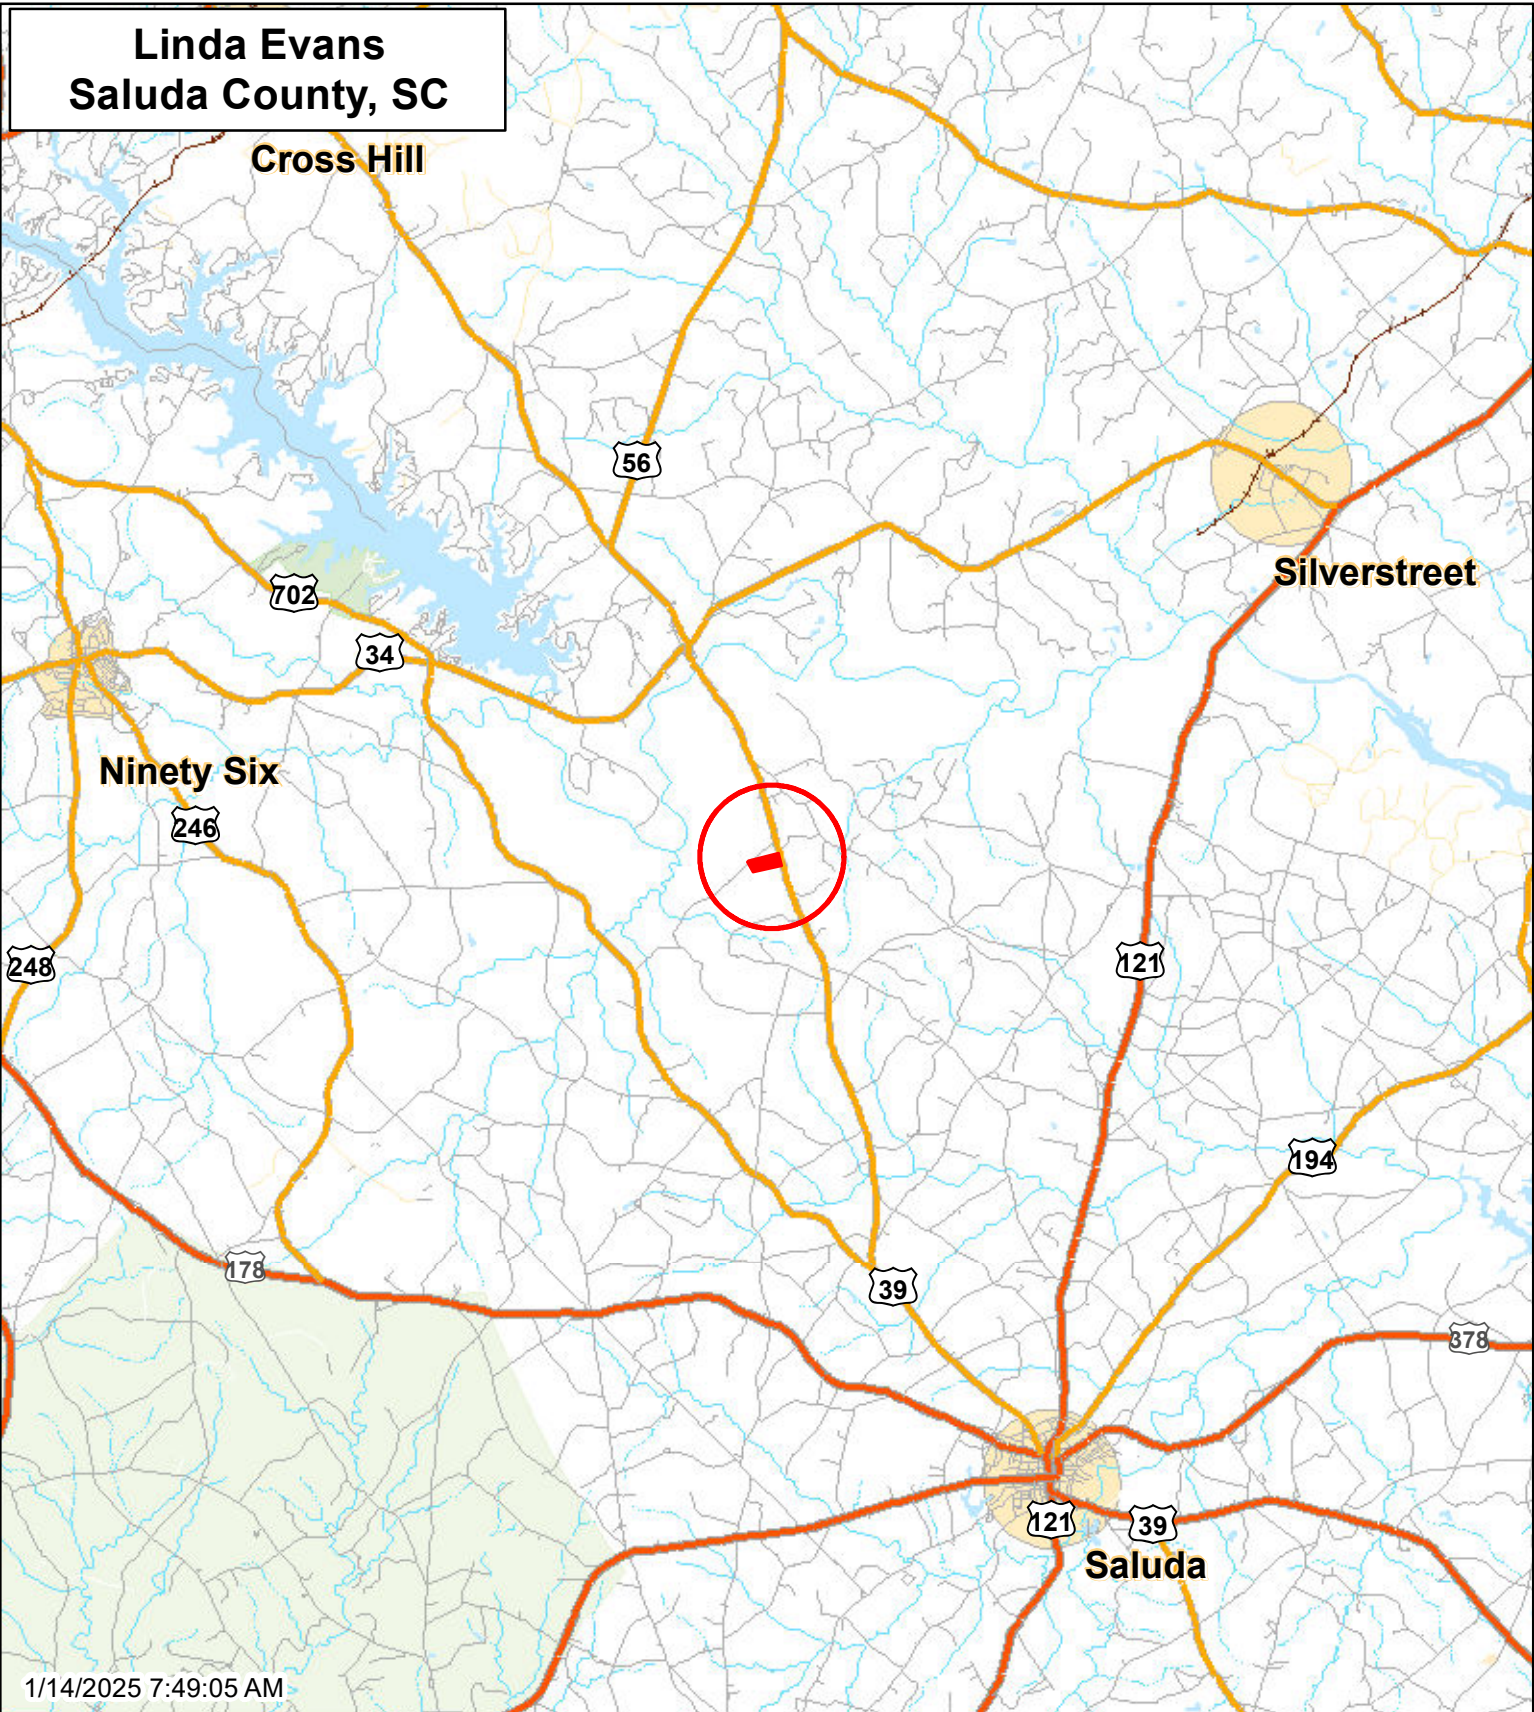 Linda Evans
Saluda County, SC
Cross Hill
56
702
34
Silverstreet
Ninety Six
246
248
121
194
178
39
378
121
39
Saluda
1/14/2025 7:49:05 AM